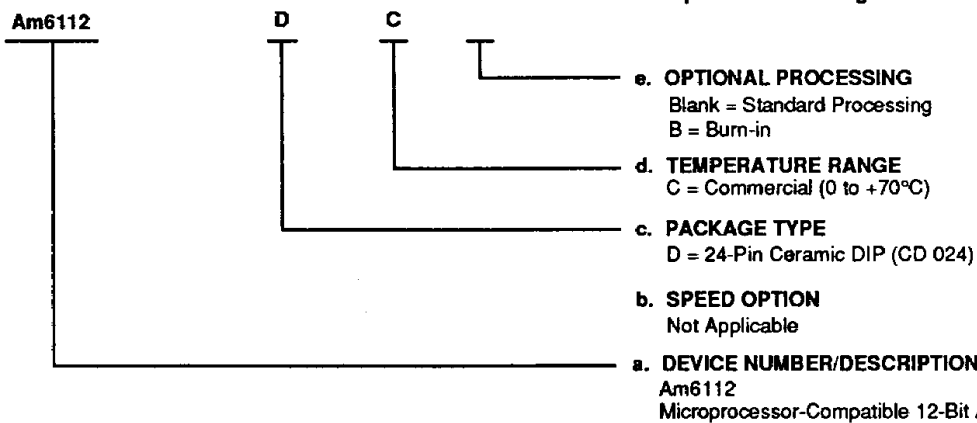 Am6112 D C
e. OPTIONAL PROCESSING
Blank = Standard Processing
B = Burn-in
d. TEMPERATURE RANGE
C = Commercial (0 to +70°C)
c. PACKAGE TYPE
D = 24-Pin Ceramic DIP (CD 024)
b. SPEED OPTION
Not Applicable
a. DEVICE NUMBER/DESCRIPTION
Am6112
Microprocessor-Compatible 12-Bit